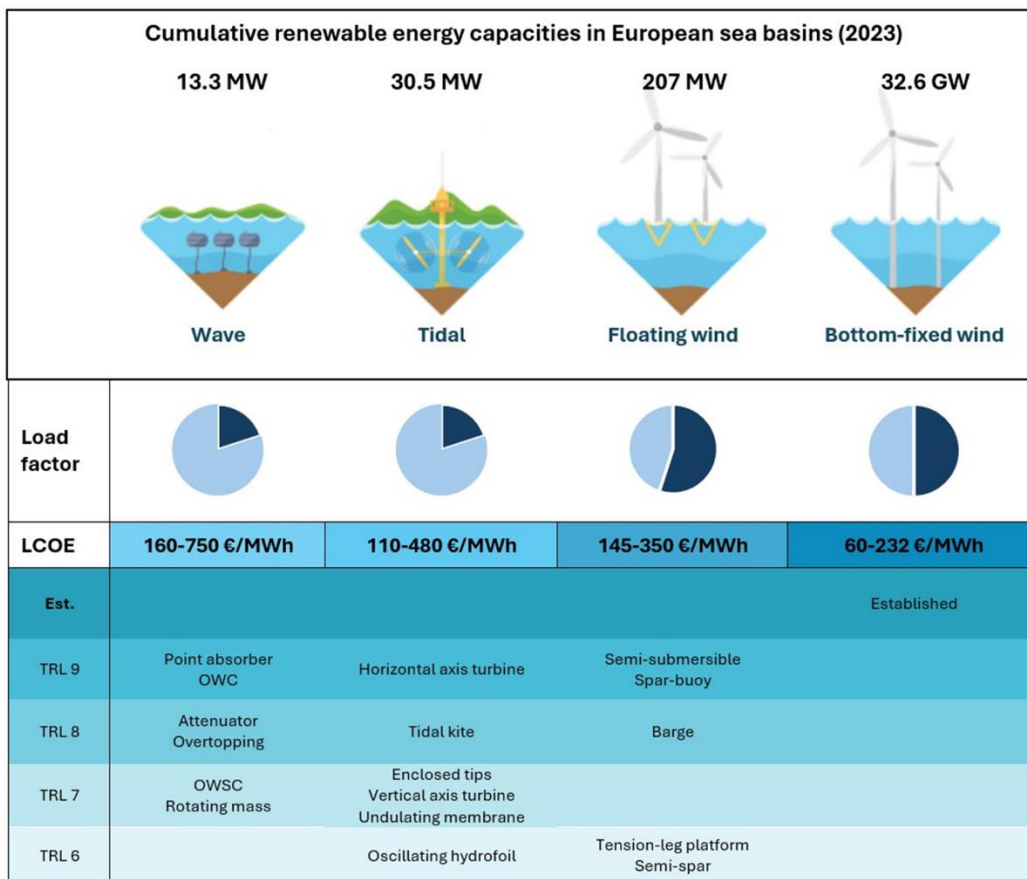 Cumulative renewable energy capacities in European sea basins (2023)
13.3 MW
30.5 MW
207 MW
32.6 GW
Wave
Tidal
Floating wind
Bottom-fixed wind
Load
factor
LCOE
160-750 €/MWh
110-480 €/MWh
145-350 €/MWh
60-232 €/MWh
Est.
Established
TRL 9
Point absorber
OWC
Horizontal axis turbine
Semi-submersible
Spar-buoy
TRL 8
Attenuator
Overtopping
Tidal kite
Barge
TRL 7
OWSC
Rotating mass
Enclosed tips
Vertical axis turbine
Undulating membrane
TRL 6
Oscillating hydrofoil
Tension-leg platform
Semi-spar